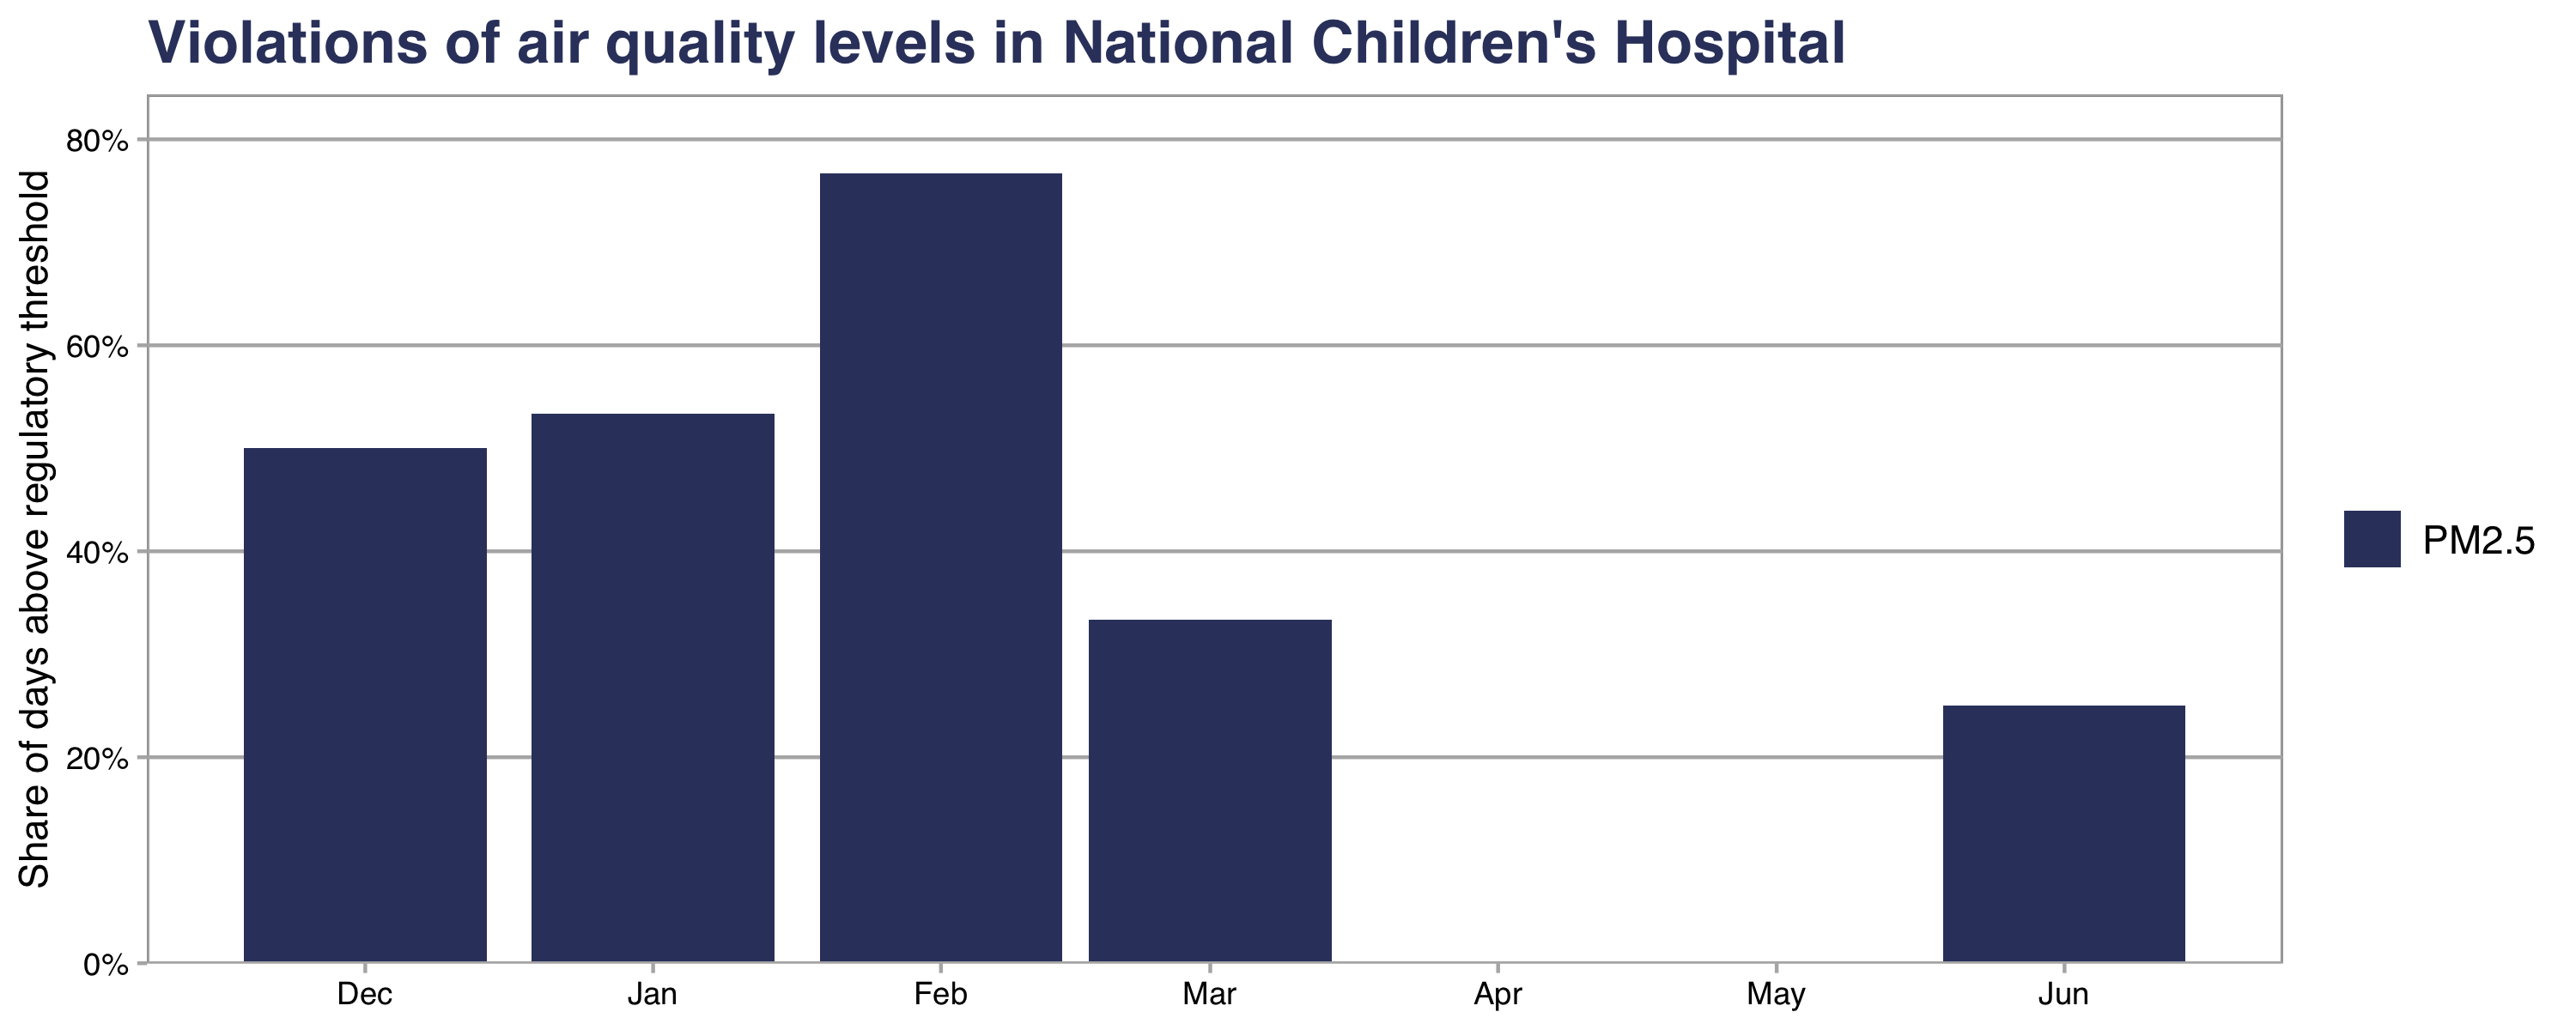 Violations of air quality levels in National Children's Hospital
Share of days above regulatory threshold
80%
60%
40%
20%
0%
Dec Jan Feb Mar Apr May Jun
PM2.5